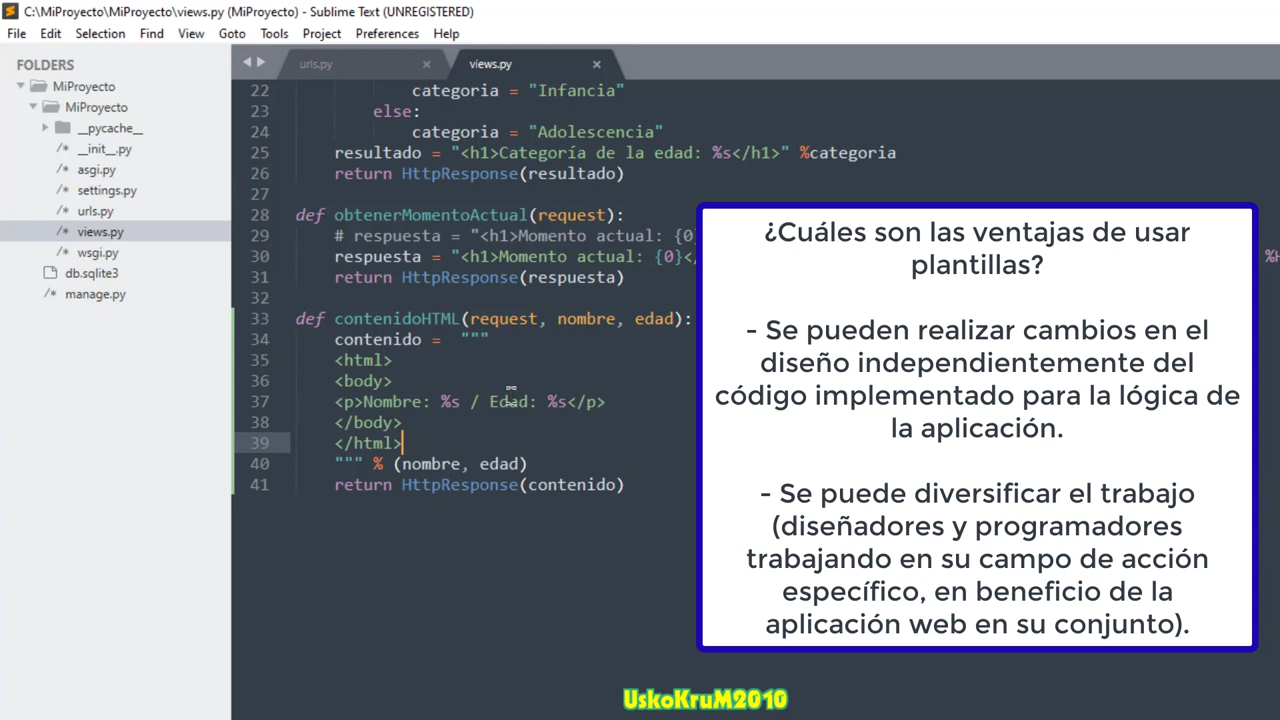 C:\MiProyecto\MiProyecto\views.py (MiProyecto) - Sublime Text (UNREGISTERED)
File Edit Selection Find View Goto Tools Project Preferences Help
FOLDERS
MiProyecto
MiProyecto
__pycache__
__init__.py
asgi.py
settings.py
urls.py
views.py
wsgi.py
db.sqlite3
manage.py
urls.py × views.py ×
22 categoria = "Infancia"
23 else:
24 categoria = "Adolescencia"
25 resultado = "<h1>Categoría de la edad: %s</h1>" %categoria
26 return HttpResponse(resultado)
27
28 def obtenerMomentoActual(request):
29 # respuesta = "<h1>Momento actual: {0}
30 respuesta = "<h1>Momento actual: {0}</ %H
31 return HttpResponse(respuesta)
32
33 def contenidoHTML(request, nombre, edad):
34 contenido = """
35 <html>
36 <body>
37 <p>Nombre: %s / Edad: %s</p>
38 </body>
39 </html>
40 """ % (nombre, edad)
41 return HttpResponse(contenido)
¿Cuáles son las ventajas de usar
plantillas?
- Se pueden realizar cambios en el
diseño independientemente del
código implementado para la lógica de
la aplicación.
- Se puede diversificar el trabajo
(diseñadores y programadores
trabajando en su campo de acción
específico, en beneficio de la
aplicación web en su conjunto).
UskoKruM2010